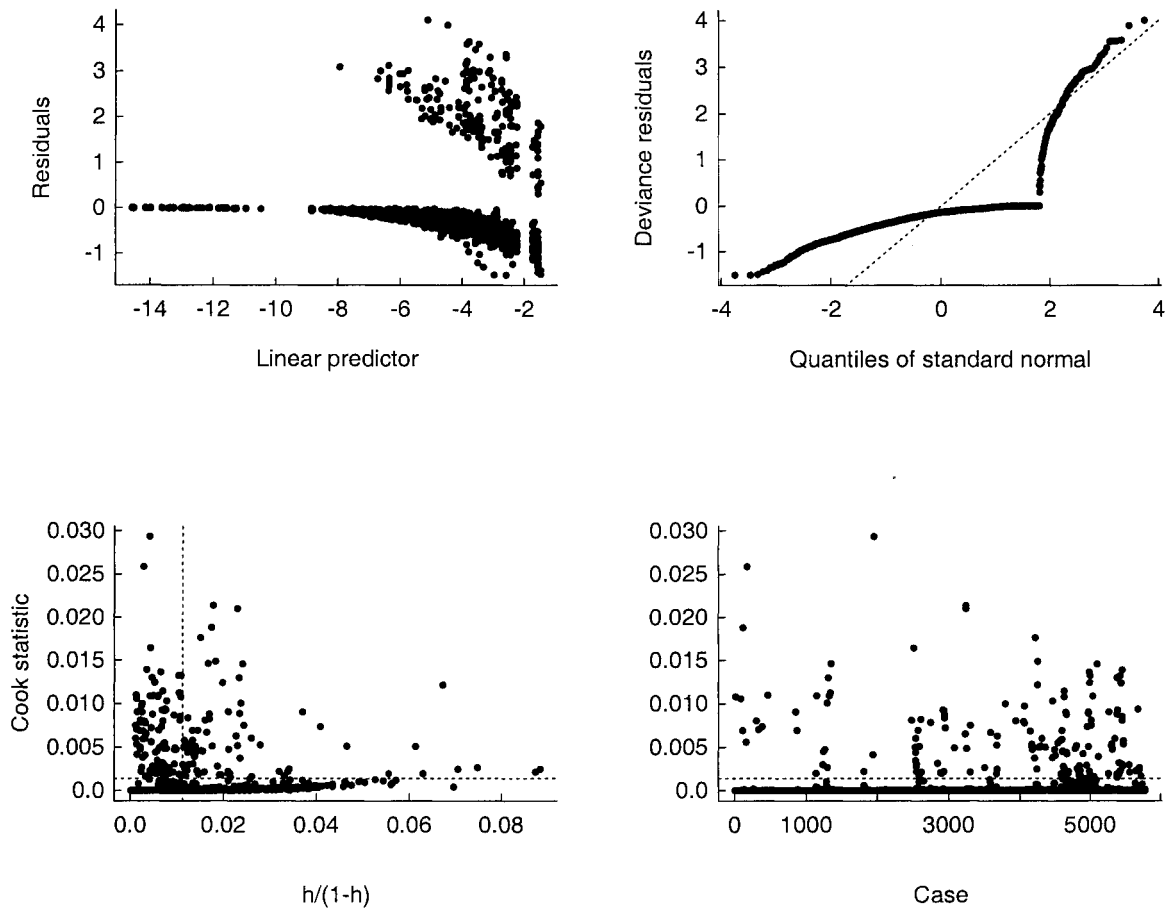 4
3
2
1
0
-1
Residuals
-14 -12 -10 -8 -6 -4 -2
Linear predictor
4
3
2
1
0
-1
Deviance residuals
-4 -2 0 2 4
Quantiles of standard normal
0.030
0.025
0.020
0.015
0.010
0.005
0.0
Cook statistic
0.0 0.02 0.04 0.06 0.08
h/(1-h)
0.030
0.025
0.020
0.015
0.010
0.005
0.0
0 1000 3000 5000
Case